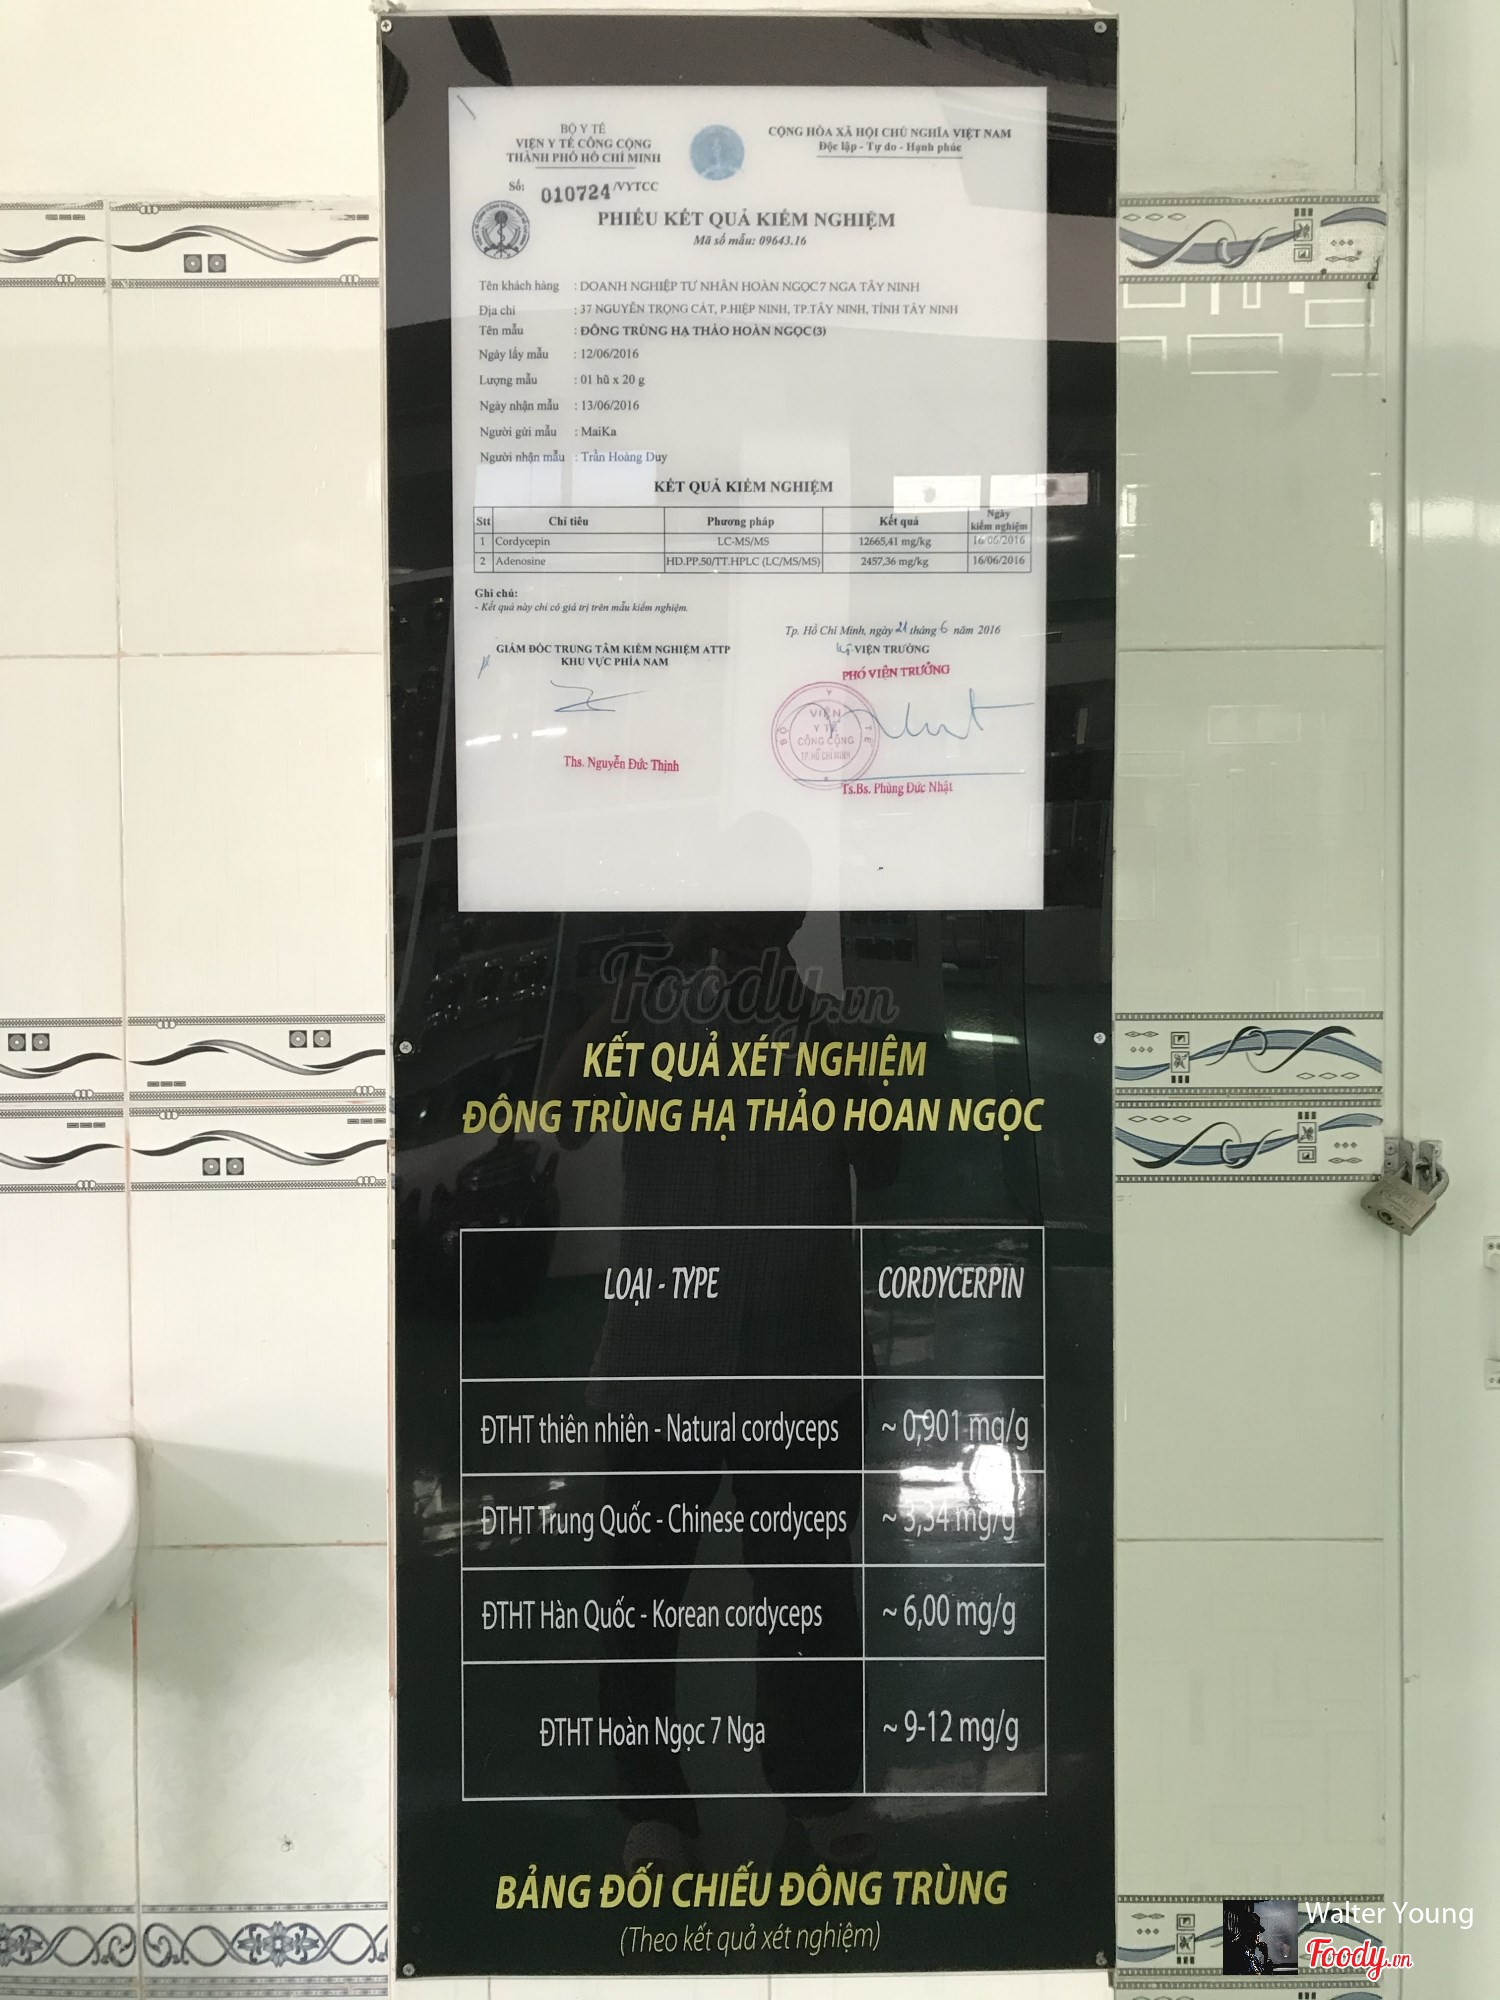 BỘ Y TẾ
VIỆN Y TẾ CÔNG CỘNG
THÀNH PHỐ HỒ CHÍ MINH
CỘNG HÒA XÃ HỘI CHỦ NGHĨA VIỆT NAM
Độc lập - Tự do - Hạnh phúc
Số: 010724/VYTCC
PHIẾU KẾT QUẢ KIỂM NGHIỆM
Mã số mẫu: 09643.16
Tên khách hàng : DOANH NGHIỆP TƯ NHÂN HOÀN NGỌC7 NGA TÂY NINH
Địa chỉ : 37 NGUYỄN TRỌNG CÁT, P.HIỆP NINH, TP.TÂY NINH, TỈNH TÂY NINH
Tên mẫu : ĐÔNG TRÙNG HẠ THẢO HOÀN NGỌC(3)
Ngày lấy mẫu : 12/06/2016
Lượng mẫu : 01 hũ x 20 g
Ngày nhận mẫu : 13/06/2016
Người gửi mẫu : MaiKa
Người nhận mẫu : Trần Hoàng Duy
KẾT QUẢ KIỂM NGHIỆM
Stt Chỉ tiêu Phương pháp Kết quả Ngày kiểm nghiệm
1 Cordycepin LC-MS/MS 12665,41 mg/kg 16/06/2016
2 Adenosine HD.PP.50/TT.HPLC (LC/MS/MS) 2457,36 mg/kg 16/06/2016
Ghi chú:
- Kết quả này chỉ có giá trị trên mẫu kiểm nghiệm.
Tp. Hồ Chí Minh, ngày 21 tháng 6 năm 2016
GIÁM ĐỐC TRUNG TÂM KIỂM NGHIỆM ATTP
KHU VỰC PHÍA NAM
VIỆN TRƯỞNG
PHÓ VIỆN TRƯỞNG
VIỆN
Y TẾ
CÔNG CỘNG
TP.HỒ CHÍ MINH
BỘ Y TẾ
Ths. Nguyễn Đức Thịnh
Ts.Bs. Phùng Đức Nhật
Foody.vn
KẾT QUẢ XÉT NGHIỆM
ĐÔNG TRÙNG HẠ THẢO HOAN NGỌC
LOẠI - TYPE CORDYCERPIN
ĐTHT thiên nhiên - Natural cordyceps ~ 0,901 mg/g
ĐTHT Trung Quốc - Chinese cordyceps ~ 3,34 mg/g
ĐTHT Hàn Quốc - Korean cordyceps ~ 6,00 mg/g
ĐTHT Hoàn Ngọc 7 Nga ~ 9-12 mg/g
BẢNG ĐỐI CHIẾU ĐÔNG TRÙNG
(Theo kết quả xét nghiệm)
Walter Young
Foody.vn